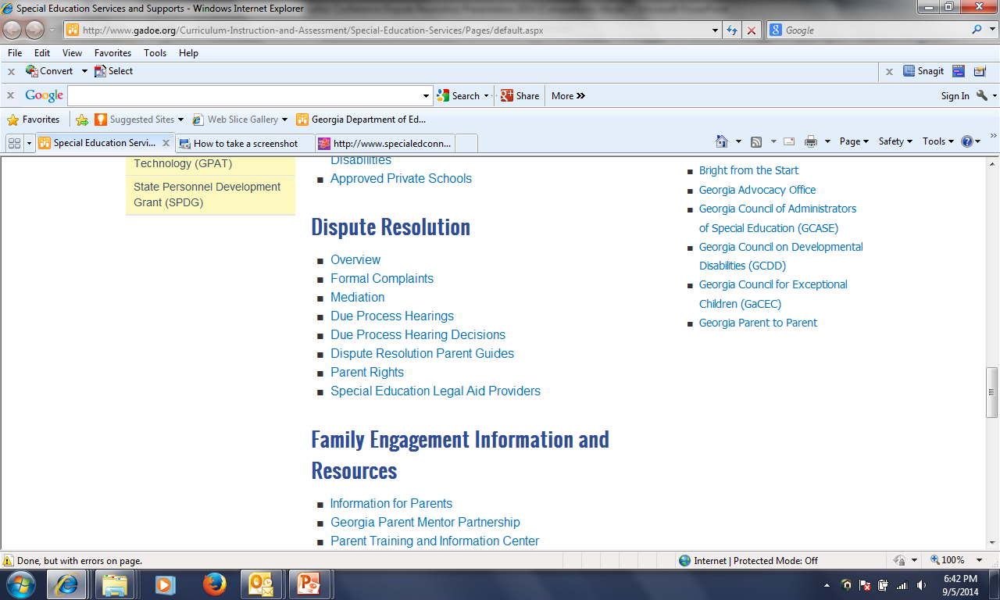 Special Education Services and Supports - Windows Internet Explorer
http://www.gadoe.org/Curriculum-Instruction-and-Assessment/Special-Education-Services/Pages/default.aspx
Google
File Edit View Favorites Tools Help
x Convert Select
x Snagit
x Google Search Share More »
Sign In
Favorites Suggested Sites Web Slice Gallery Georgia Department of Ed...
Special Education Servi... x How to take a screenshot http://www.specialedconn...
Page Safety Tools »
Technology (GPAT)
State Personnel Development
Grant (SPDG)
Disabilities
Approved Private Schools
Dispute Resolution
Overview
Formal Complaints
Mediation
Due Process Hearings
Due Process Hearing Decisions
Dispute Resolution Parent Guides
Parent Rights
Special Education Legal Aid Providers
Family Engagement Information and
Resources
Information for Parents
Georgia Parent Mentor Partnership
Parent Training and Information Center
Bright from the Start
Georgia Advocacy Office
Georgia Council of Administrators
of Special Education (GCASE)
Georgia Council on Developmental
Disabilities (GCDD)
Georgia Council for Exceptional
Children (GaCEC)
Georgia Parent to Parent
Done, but with errors on page.
Internet | Protected Mode: Off
100%
6:42 PM
9/5/2014